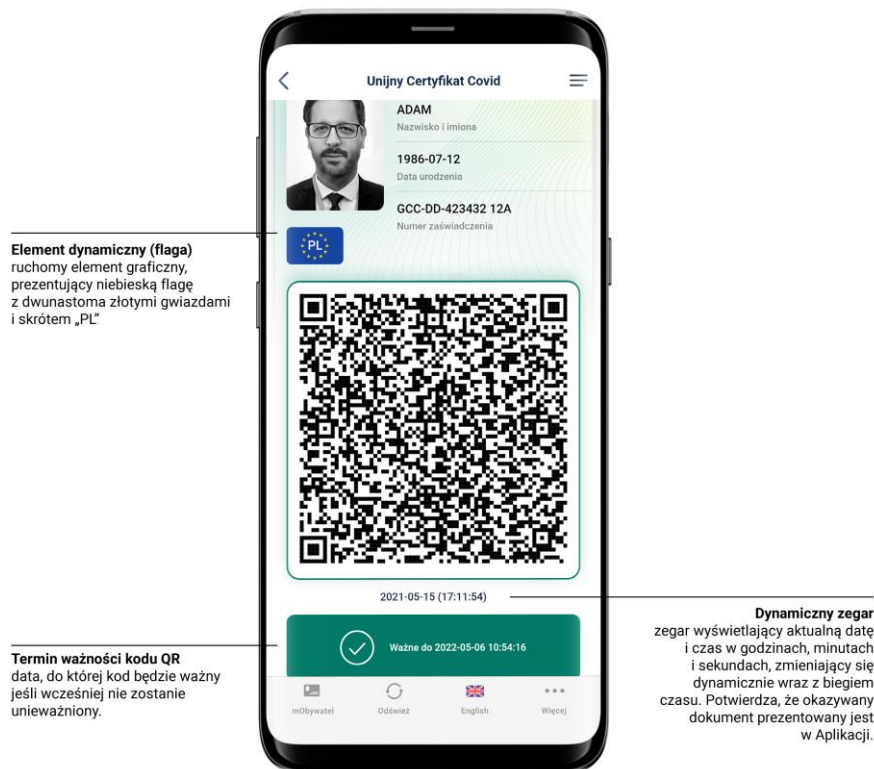 Unijny Certyfikat Covid
ADAM
Nazwisko i imiona
1986-07-12
Data urodzenia
GCC-DD-423432 12A
Numer zaświadczenia
PL
Element dynamiczny (flaga)
ruchomy element graficzny,
prezentujący niebieską flagę
z dwunastoma złotymi gwiazdami
i skrótem „PL”
2021-05-15 (17:11:54)
Dynamiczny zegar
zegar wyświetlający aktualną datę
i czas w godzinach, minutach
i sekundach, zmieniający się
dynamicznie wraz z biegiem
czasu. Potwierdza, że okazywany
dokument prezentowany jest
w Aplikacji.
Ważne do 2022-05-06 10:54:16
Termin ważności kodu QR
data, do której kod będzie ważny
jeśli wcześniej nie zostanie
unieważniony.
mObywatel
Odśwież
English
Więcej